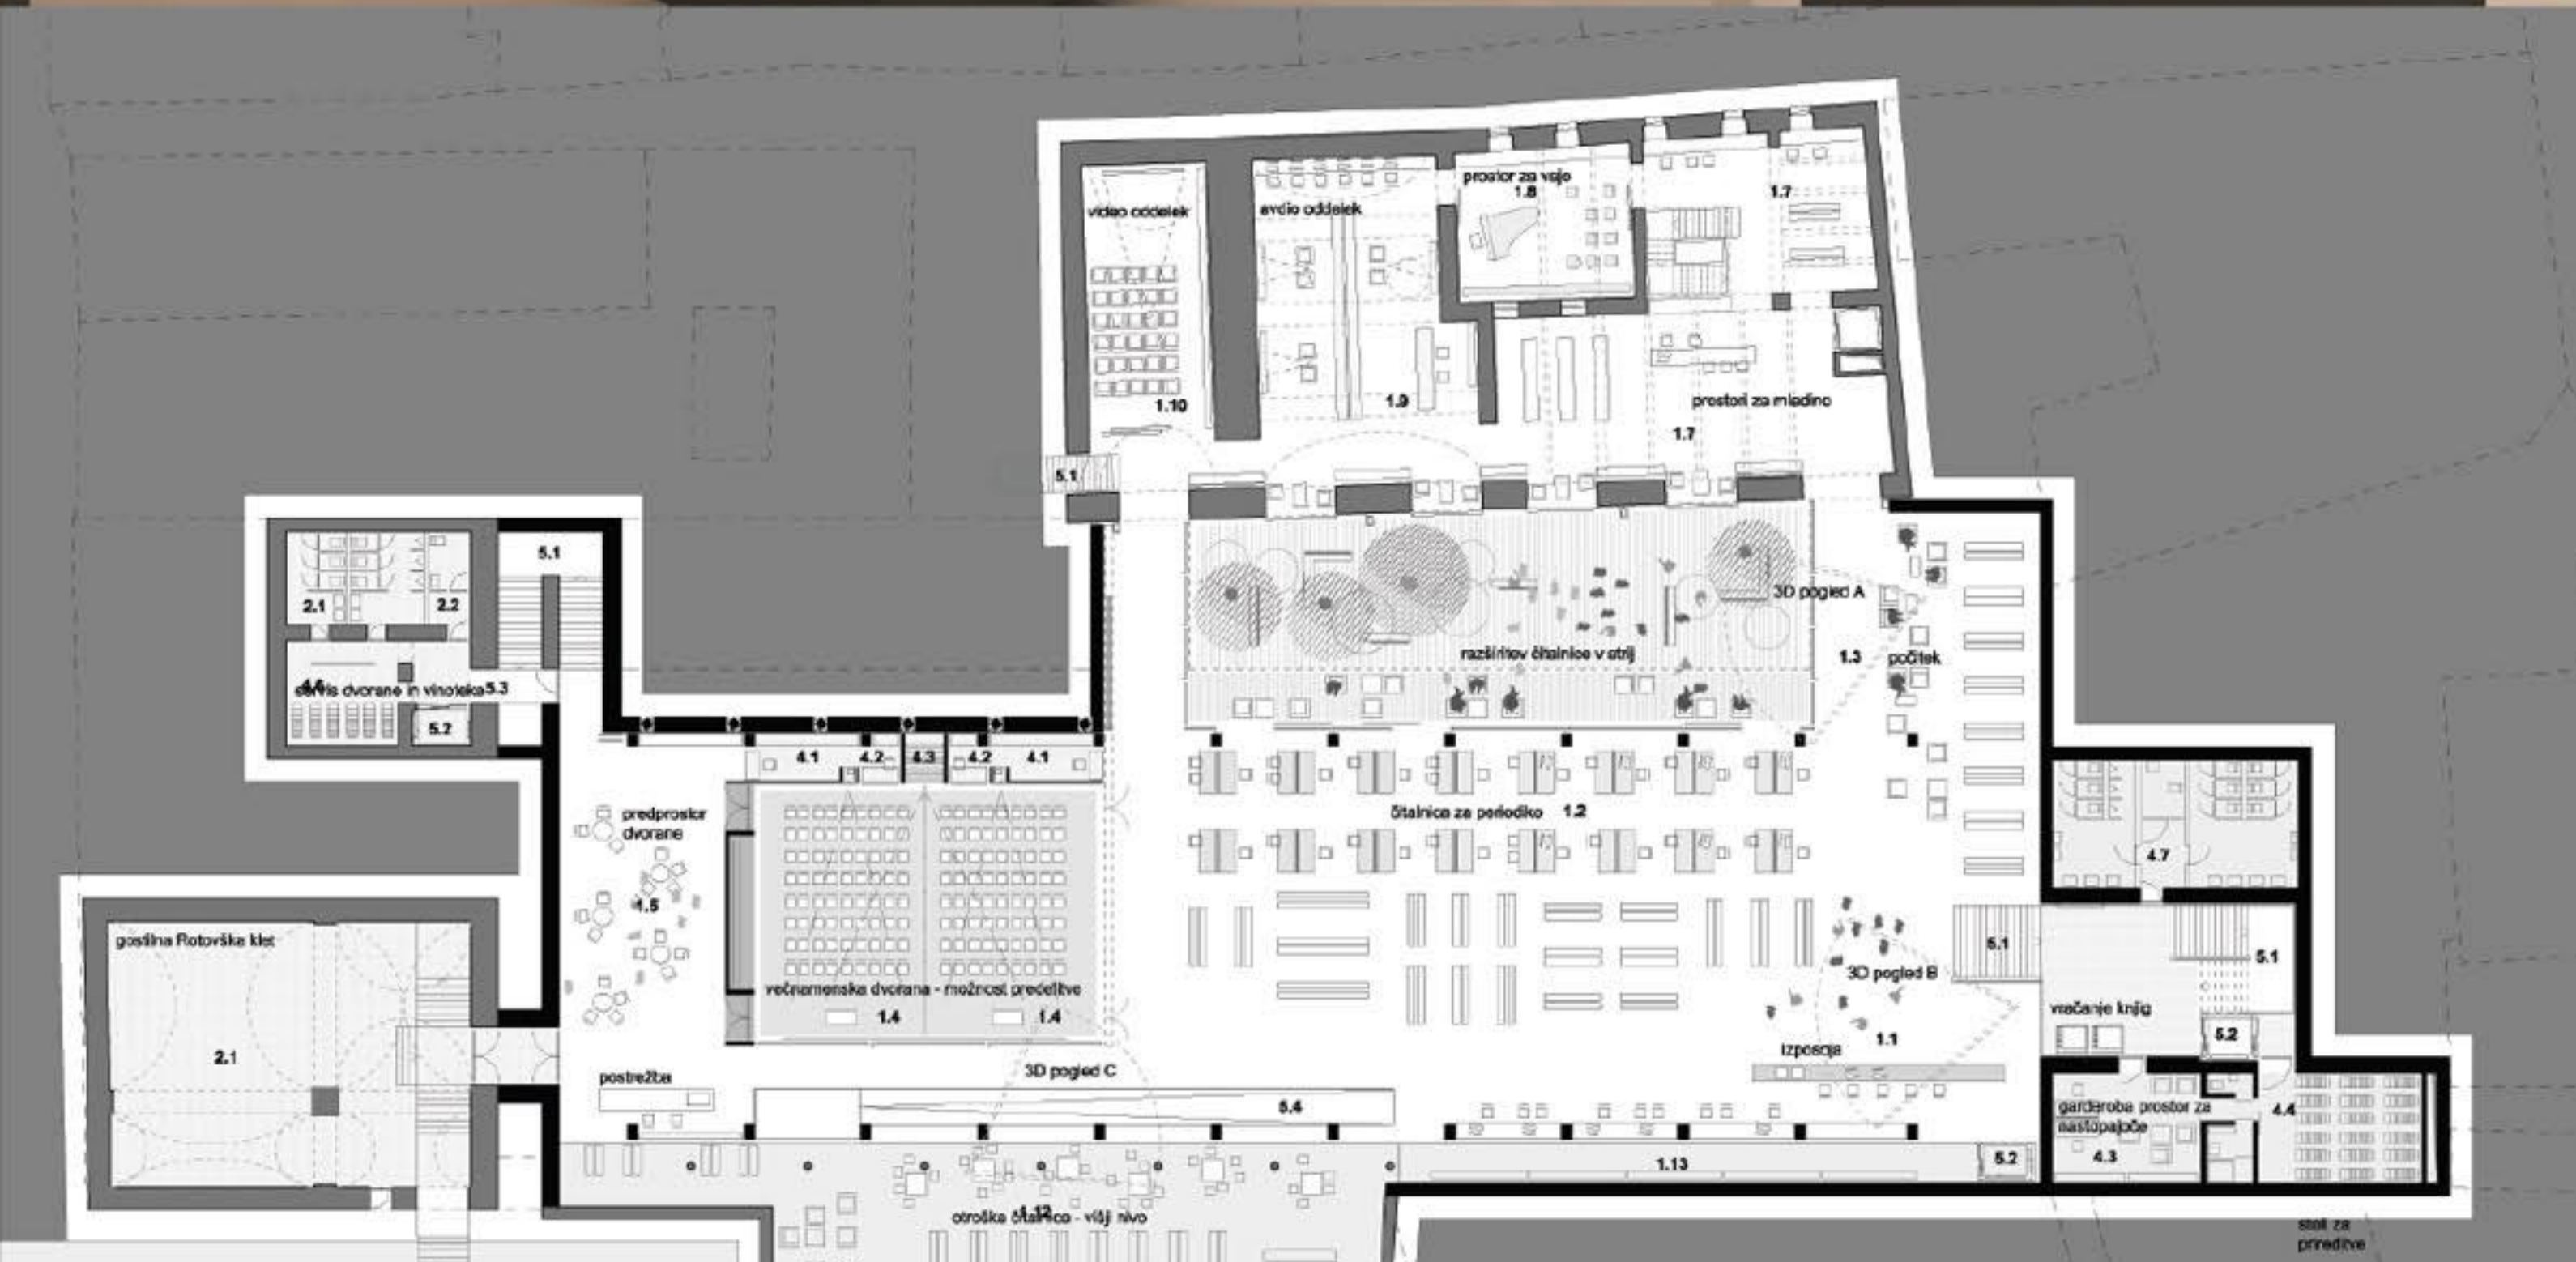 prostor za vajo
1.8
1.7
video oddelek
avdio oddelek
1.10
1.9
prostori za mladino
1.7
5.1
5.1
2.1
2.2
3D pogled A
razširitev čitalnice v atrij
1.3
počitek
servis dvorane in vinoteka
5.3
5.2
4.1
4.2
4.3
4.2
4.1
predprostor
dvorane
čitalnica za periodiko
1.2
4.7
1.5
gostilna Rotovška klet
5.1
5.1
3D pogled B
večnamenska dvorana - možnost predelitve
1.4
1.4
vračanje knjig
5.2
1.1
izposoja
2.1
3D pogled C
postrežba
5.4
garderoba prostor za
nastopajoče
4.4
4.3
1.13
5.2
1.12
otroška čitalnica - višji nivo
stoli za
prireditve